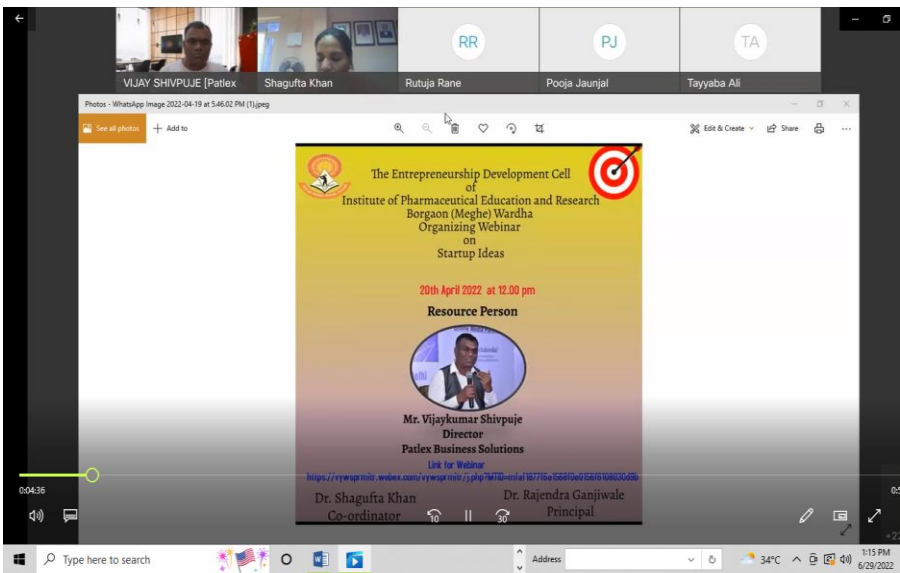 RR
PJ
TA
VIJAY SHIVPUJE [Patlex
Shagufta Khan
Rutuja Rane
Pooja Jaunjal
Tayyaba Ali
Photos - WhatsApp Image 2022-04-19 at 5.46.02 PM (1).jpeg
See all photos
Add to
Edit & Create
Share
The Entrepreneurship Development Cell
of
Institute of Pharmaceutical Education and Research
Borgaon (Meghe) Wardha
Organizing Webinar
on
Startup Ideas
20th April 2022 at 12.00 pm
Resource Person
Mr. Vijaykumar Shivpuje
Director
Patlex Business Solutions
Link for Webinar
0:04:36
Dr. Shagufta Khan
Co-ordinator
Dr. Rajendra Ganjiwale
Principal
10
30
Type here to search
Address
34°C
1:15 PM
6/29/2022